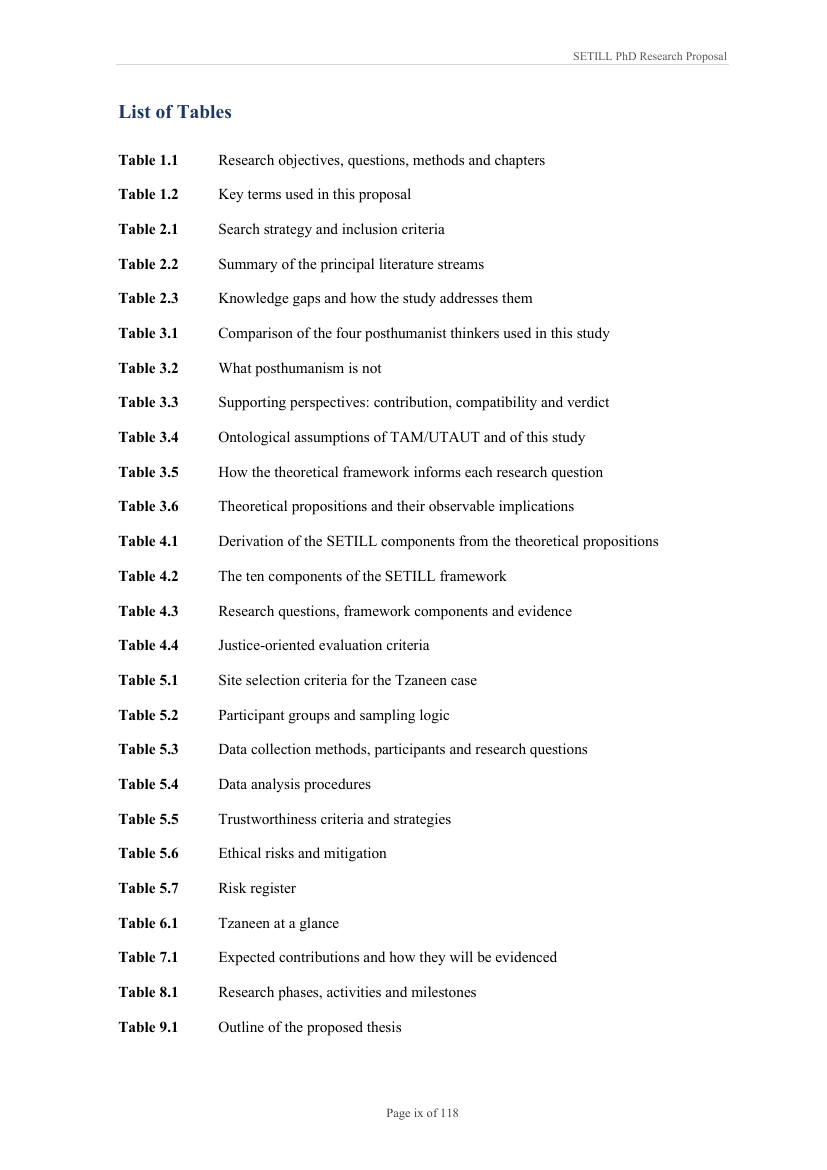 SETILL PhD Research Proposal
List of Tables
Table 1.1 Research objectives, questions, methods and chapters
Table 1.2 Key terms used in this proposal
Table 2.1 Search strategy and inclusion criteria
Table 2.2 Summary of the principal literature streams
Table 2.3 Knowledge gaps and how the study addresses them
Table 3.1 Comparison of the four posthumanist thinkers used in this study
Table 3.2 What posthumanism is not
Table 3.3 Supporting perspectives: contribution, compatibility and verdict
Table 3.4 Ontological assumptions of TAM/UTAUT and of this study
Table 3.5 How the theoretical framework informs each research question
Table 3.6 Theoretical propositions and their observable implications
Table 4.1 Derivation of the SETILL components from the theoretical propositions
Table 4.2 The ten components of the SETILL framework
Table 4.3 Research questions, framework components and evidence
Table 4.4 Justice-oriented evaluation criteria
Table 5.1 Site selection criteria for the Tzaneen case
Table 5.2 Participant groups and sampling logic
Table 5.3 Data collection methods, participants and research questions
Table 5.4 Data analysis procedures
Table 5.5 Trustworthiness criteria and strategies
Table 5.6 Ethical risks and mitigation
Table 5.7 Risk register
Table 6.1 Tzaneen at a glance
Table 7.1 Expected contributions and how they will be evidenced
Table 8.1 Research phases, activities and milestones
Table 9.1 Outline of the proposed thesis
Page ix of 118